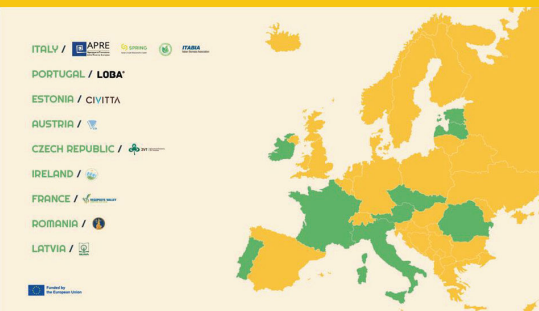 ITALY / APRE SPRING ITABIA
PORTUGAL / LOBA
ESTONIA / CIVITTA
AUSTRIA /
CZECH REPUBLIC /
IRELAND /
FRANCE /
ROMANIA /
LATVIA /
Funded by
the European Union